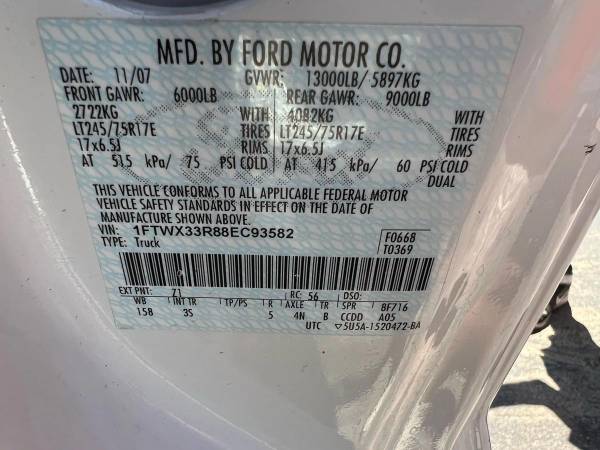 MFD. BY FORD MOTOR CO.
DATE: 11/07 GVWR: 13000LB/ 5897KG
FRONT GAWR: 6000LB REAR GAWR: 9000LB
2722KG WITH 4082KG WITH
LT245/75R17E TIRES LT245/75R17E TIRES
17x6.5J RIMS 17x6.5J RIMS
AT 515 kPa/ 75 PSI COLD AT 415 kPa/ 60 PSI COLD
DUAL
THIS VEHICLE CONFORMS TO ALL APPLICABLE FEDERAL MOTOR
VEHICLE SAFETY STANDARDS IN EFFECT ON THE DATE OF
MANUFACTURE SHOWN ABOVE.
VIN: 1FTWX33R88EC93582 F0668
TYPE: Truck T0369
EXT PNT: Z1 RC: 56 DSO:
WB INT TR TP/PS R AXLE TR SPR BF716
158 3S 5 4N B CCDD A05
UTC ▽5U5A-1520472-BA